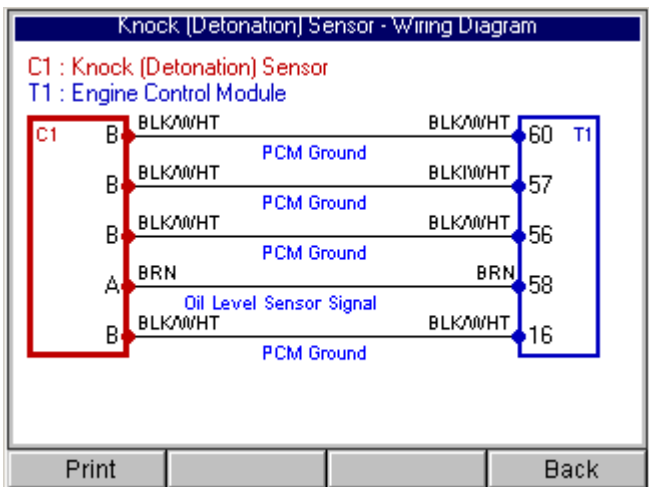 Knock (Detonation) Sensor - Wiring Diagram
C1 : Knock (Detonation) Sensor
T1 : Engine Control Module
C1 B BLK/WHT BLK/WHT 60 T1
PCM Ground
B BLK/WHT BLK/WHT 57
PCM Ground
B BLK/WHT BLK/WHT 56
PCM Ground
A BRN BRN 58
Oil Level Sensor Signal
B BLK/WHT BLK/WHT 16
PCM Ground
Print Back